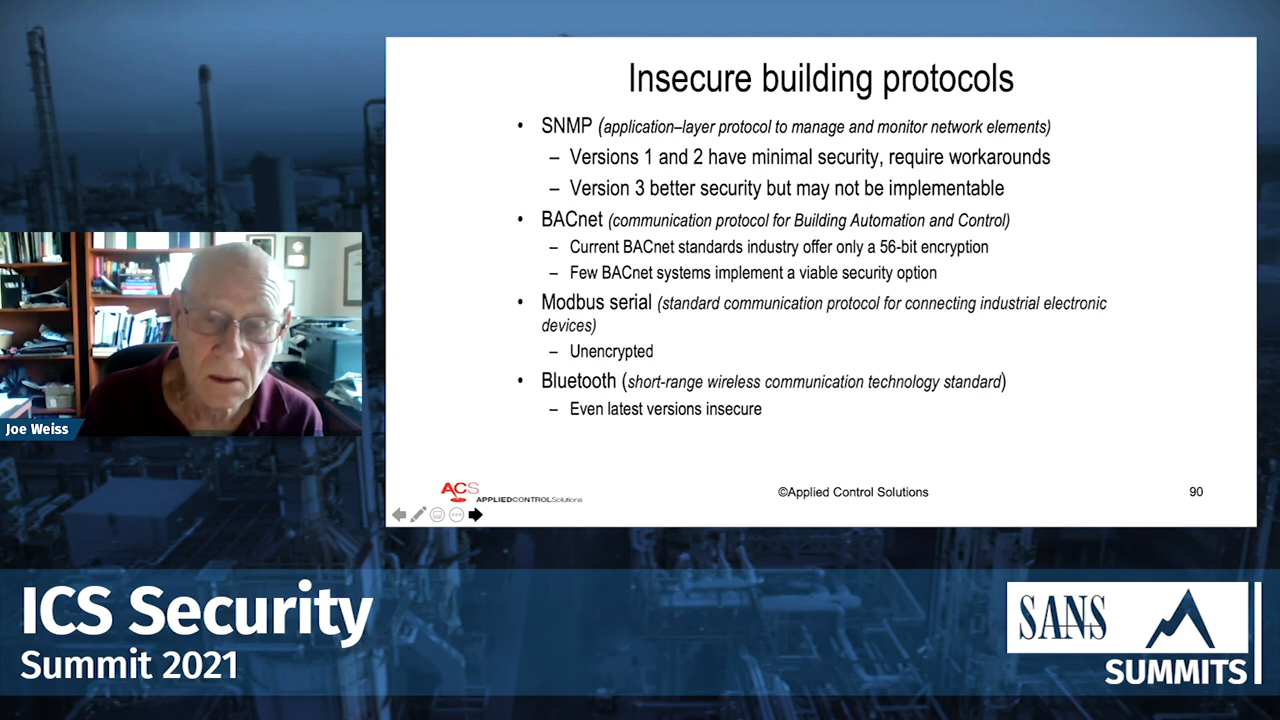 Insecure building protocols
• SNMP (application–layer protocol to manage and monitor network elements)
– Versions 1 and 2 have minimal security, require workarounds
– Version 3 better security but may not be implementable
• BACnet (communication protocol for Building Automation and Control)
– Current BACnet standards industry offer only a 56-bit encryption
– Few BACnet systems implement a viable security option
• Modbus serial (standard communication protocol for connecting industrial electronic
devices)
– Unencrypted
• Bluetooth (short-range wireless communication technology standard)
– Even latest versions insecure
ACS APPLIEDCONTROLSolutions
©Applied Control Solutions
90
Joe Weiss
ICS Security
Summit 2021
SANS
SUMMITS